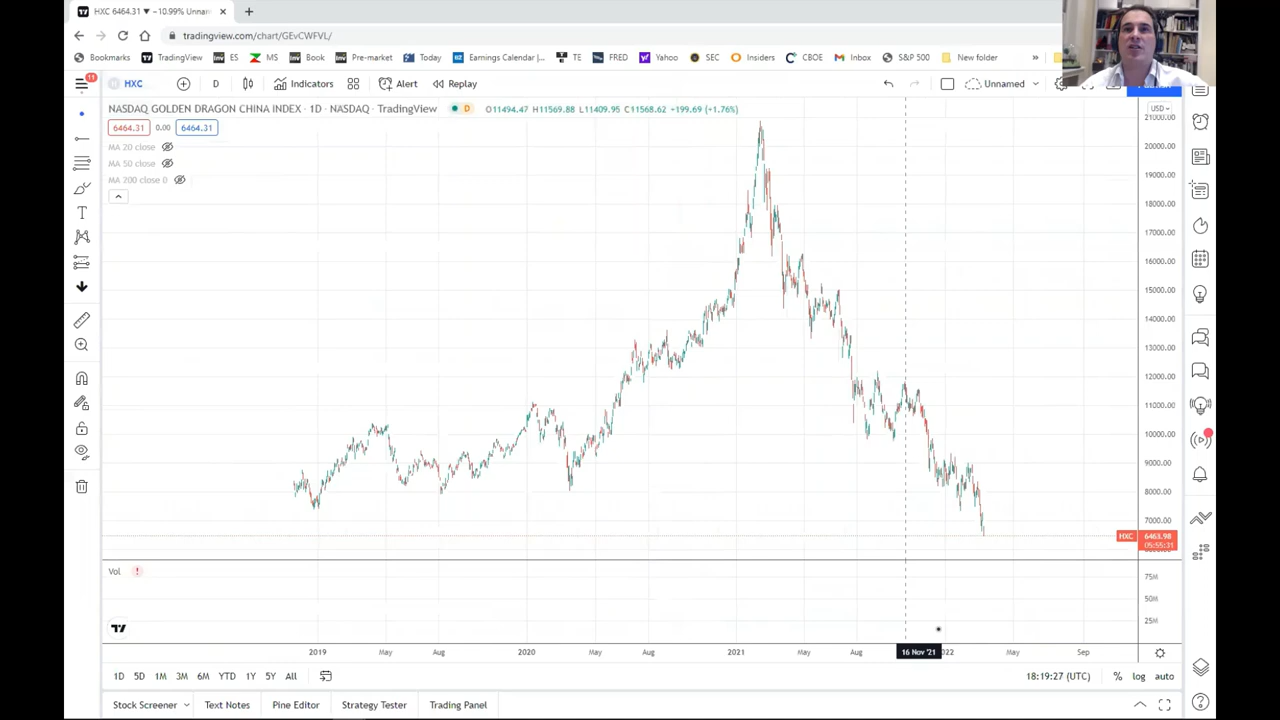 HXC 6464.31 ▼ −10.99% Unnam
tradingview.com/chart/GEvCWFVL/
Bookmarks TradingView ES MS Book Pre-market Today Earnings Calendar |... TE FRED Yahoo SEC Insiders CBOE Inbox S&P 500 New folder »
11
HXC D Indicators Alert Replay Unnamed
NASDAQ GOLDEN DRAGON CHINA INDEX · 1D · NASDAQ · TradingView D O11494.47 H11569.88 L11409.95 C11568.62 +199.69 (+1.76%)
USD
6464.31 0.00 6464.31
MA 20 close
MA 50 close
MA 200 close 0
21000.00
20000.00
19000.00
18000.00
17000.00
16000.00
15000.00
14000.00
13000.00
12000.00
11000.00
10000.00
9000.00
8000.00
7000.00
HXC 6463.98
05:55:31
Vol !
75M
50M
25M
2019 May Aug 2020 May Aug 2021 May Aug 16 Nov '21 022 May Sep
1D 5D 1M 3M 6M YTD 1Y 5Y All 18:19:27 (UTC) % log auto
Stock Screener Text Notes Pine Editor Strategy Tester Trading Panel